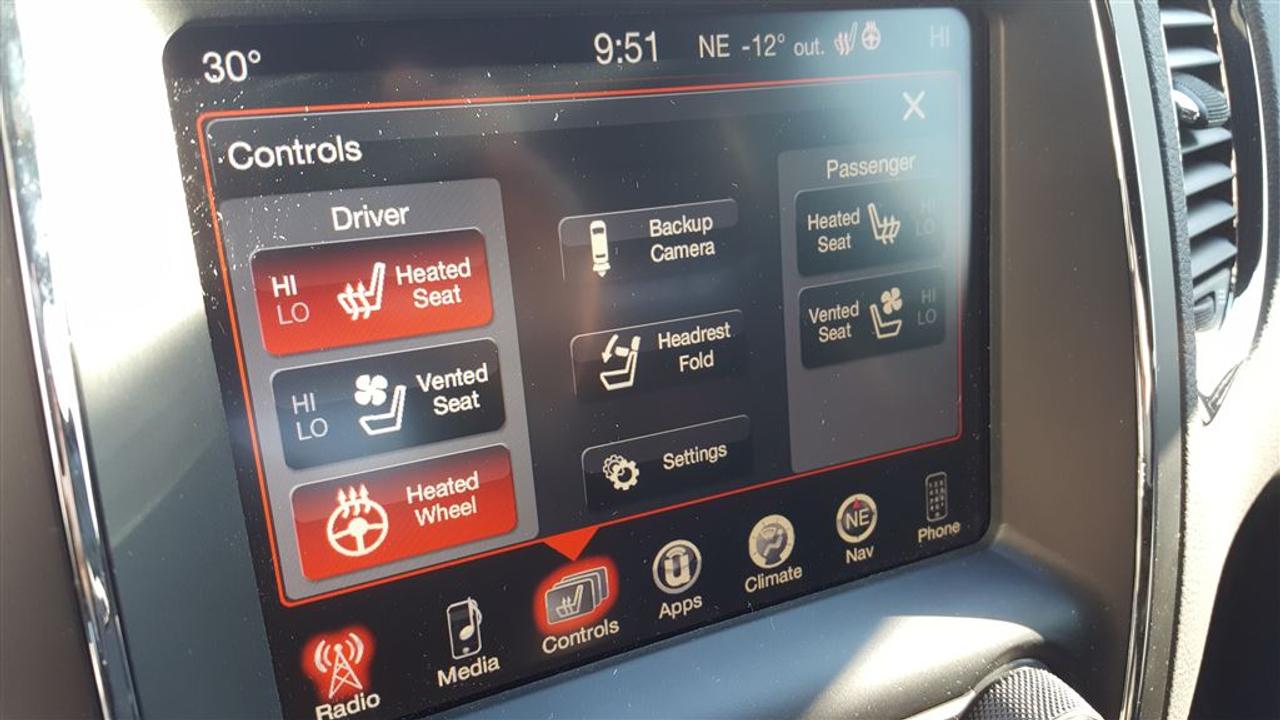 30° 9:51 NE -12° out. HI
Controls X
Driver
HI
LO
Heated
Seat
HI
LO
Vented
Seat
Heated
Wheel
Backup
Camera
Headrest
Fold
Settings
Passenger
Heated
Seat
HI
LO
Vented
Seat
HI
LO
Radio
Media
Controls
Apps
Climate
NE
Nav
Phone